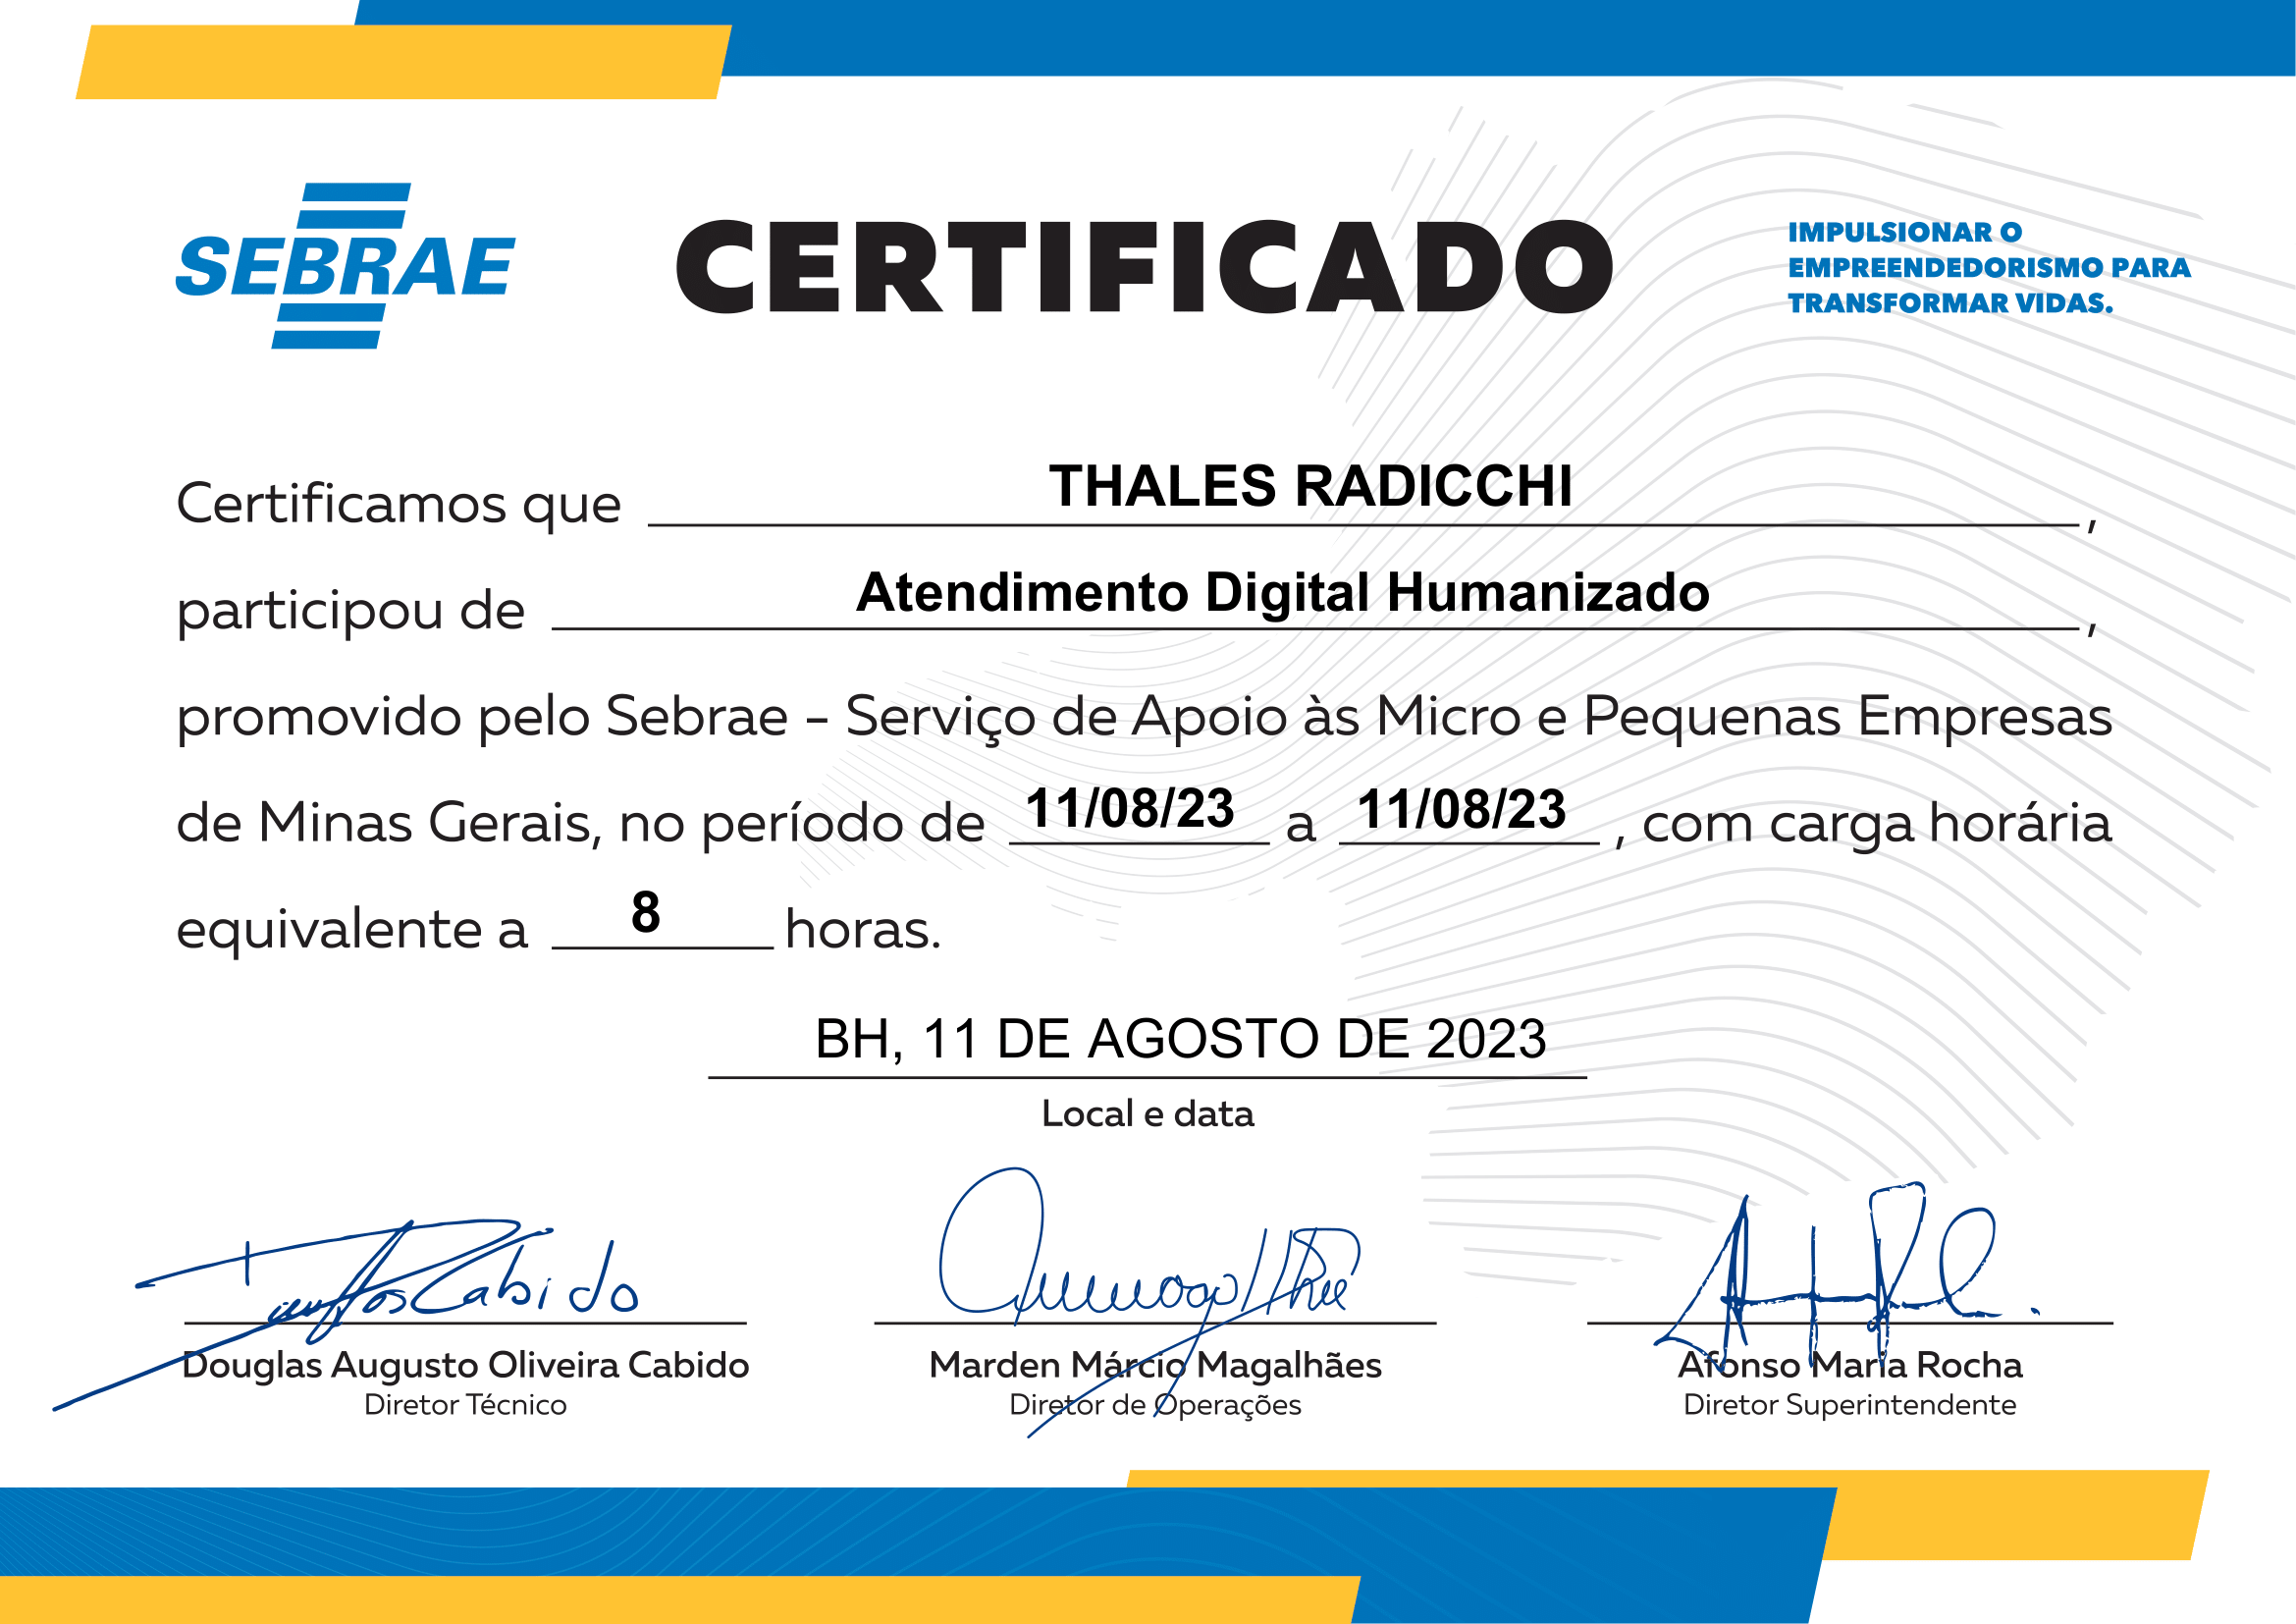 SEBRAE
CERTIFICADO
IMPULSIONAR O
EMPREENDEDORISMO PARA
TRANSFORMAR VIDAS.
Certificamos que THALES RADICCHI,
participou de Atendimento Digital Humanizado,
promovido pelo Sebrae – Serviço de Apoio às Micro e Pequenas Empresas
de Minas Gerais, no período de 11/08/23 a 11/08/23, com carga horária
equivalente a 8 horas.
BH, 11 DE AGOSTO DE 2023
Local e data
Douglas Augusto Oliveira Cabido
Diretor Técnico
Marden Márcio Magalhães
Diretor de Operações
Afonso Maria Rocha
Diretor Superintendente